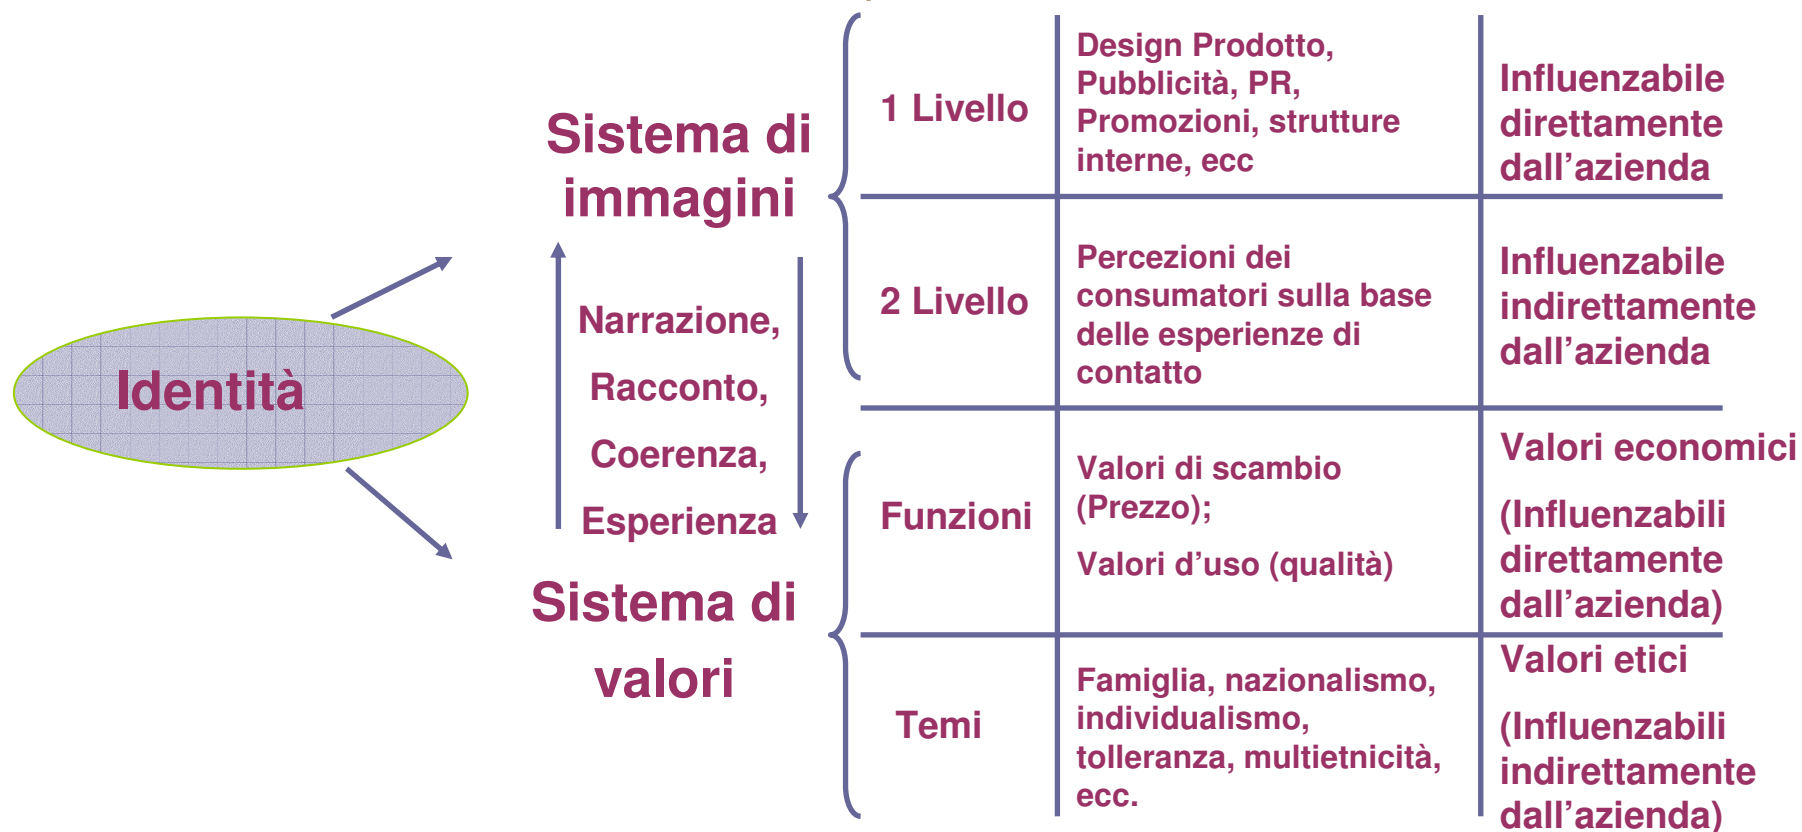 Identità
Sistema di
immagini
Narrazione,
Racconto,
Coerenza,
Esperienza
Sistema di
valori
1 Livello
Design Prodotto,
Pubblicità, PR,
Promozioni, strutture
interne, ecc
Influenzabile
direttamente
dall’azienda
2 Livello
Percezioni dei
consumatori sulla base
delle esperienze di
contatto
Influenzabile
indirettamente
dall’azienda
Funzioni
Valori di scambio
(Prezzo);
Valori d’uso (qualità)
Valori economici
(Influenzabili
direttamente
dall’azienda)
Temi
Famiglia, nazionalismo,
individualismo,
tolleranza, multietnicità,
ecc.
Valori etici
(Influenzabili
indirettamente
dall’azienda)